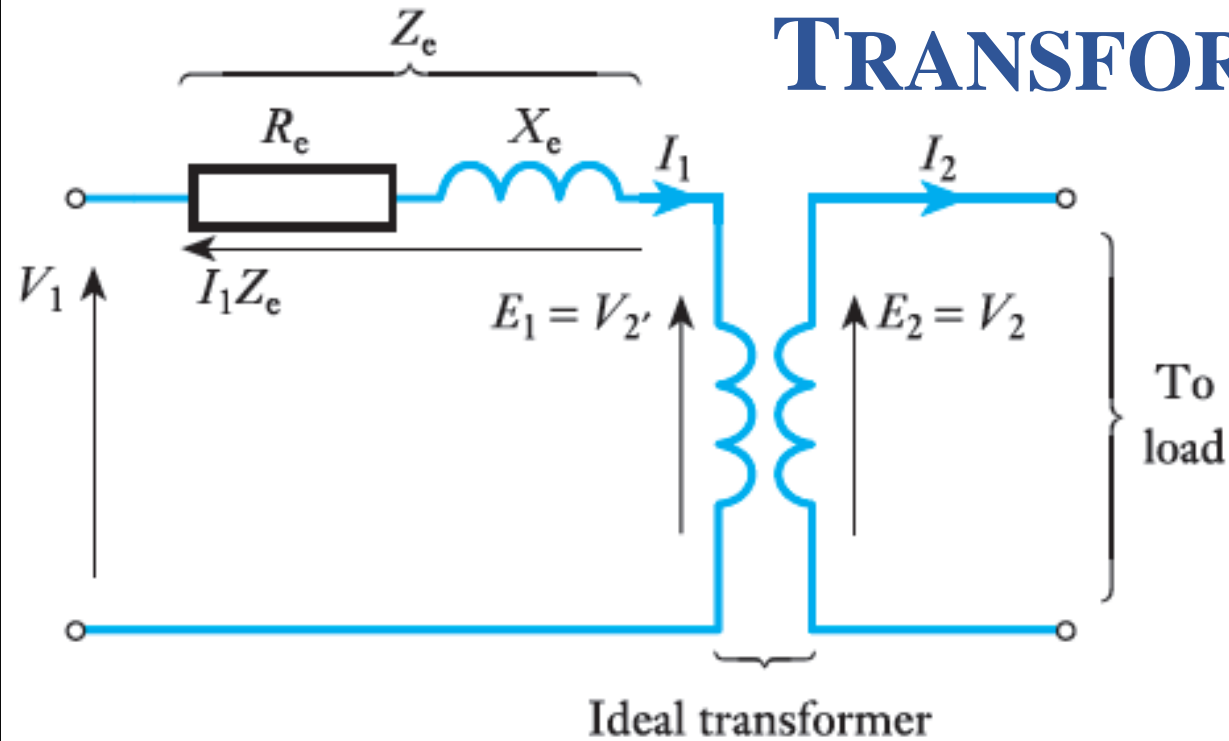 TRANSFOR
Zₑ
Rₑ
Xₑ
I₁
I₂
V₁
I₁Zₑ
E₁ = V₂′
E₂ = V₂
To
load
Ideal transformer